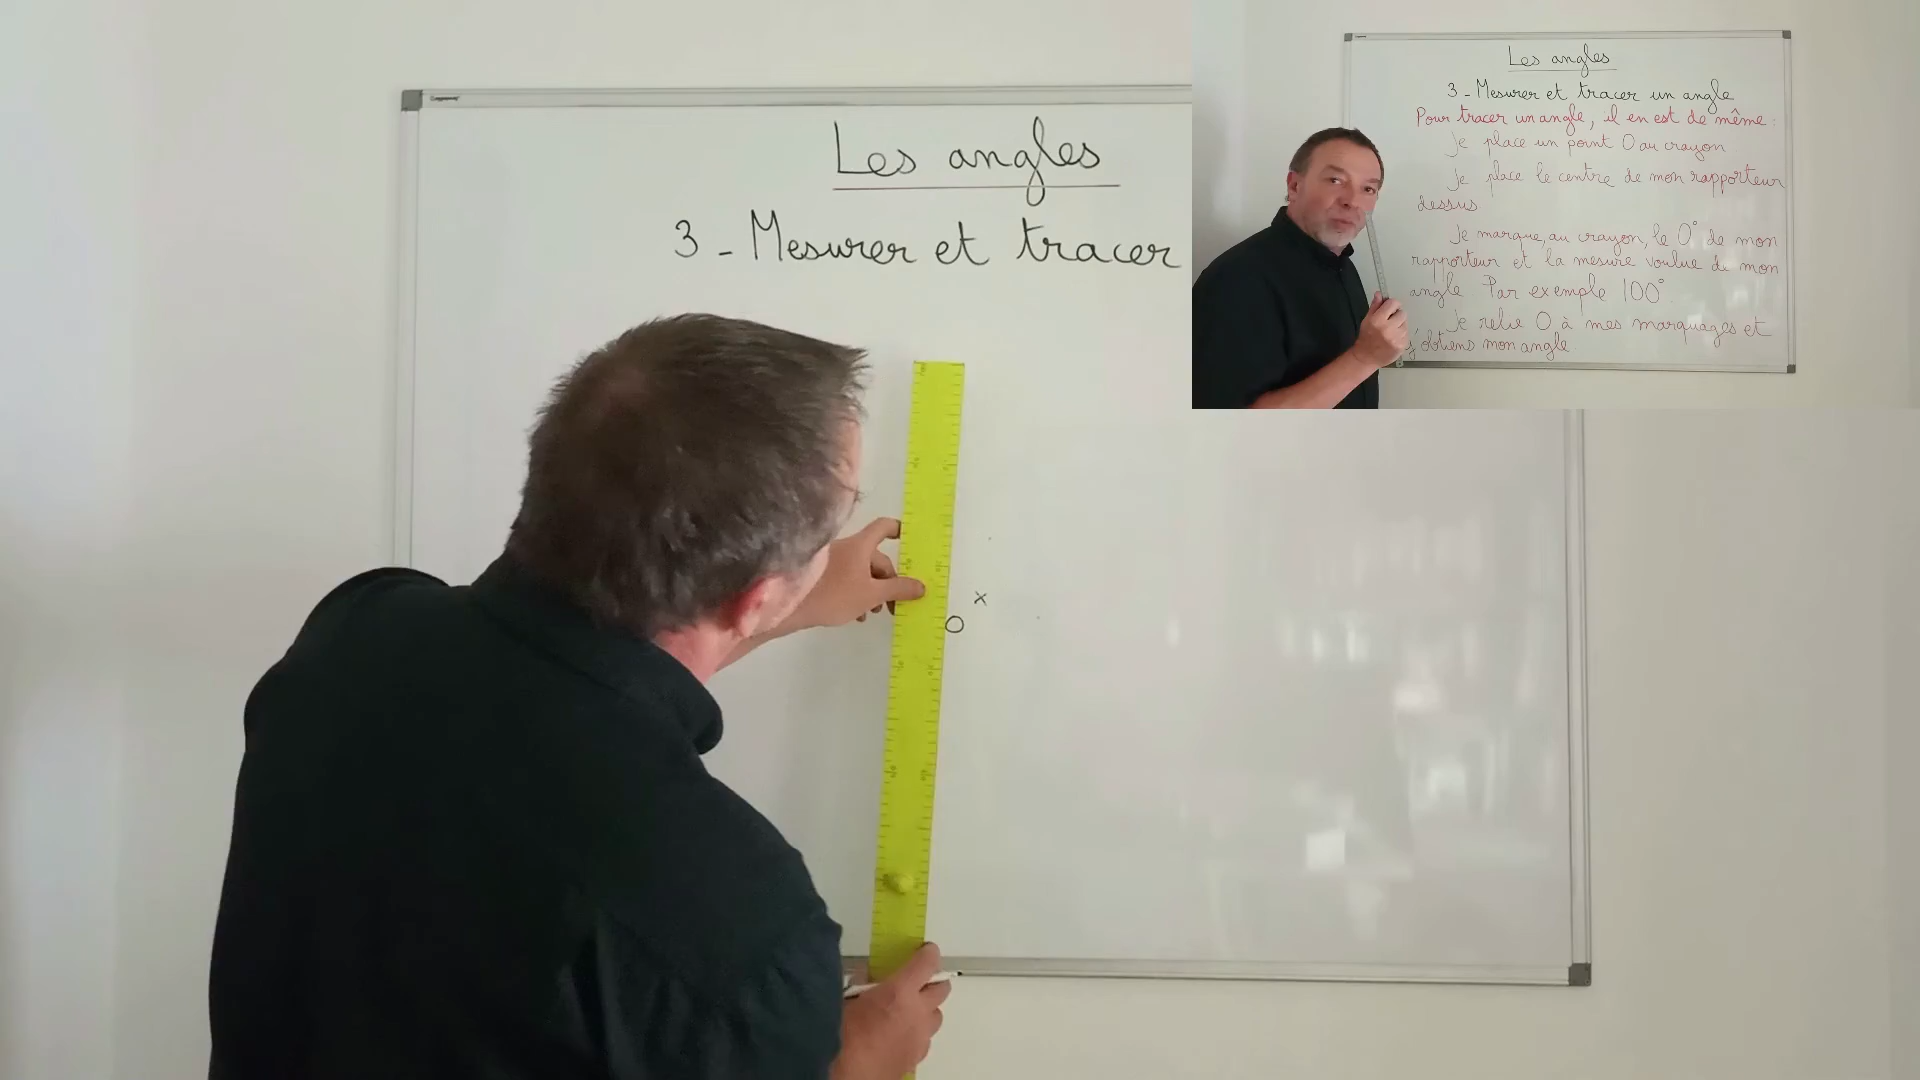 Les angles
3 - Mesurer et tracer
x
O
Les angles
3 - Mesurer et tracer un angle
Pour tracer un angle, il en est de même :
Je place un point O au crayon
Je place le centre de mon rapporteur
dessus
Je marque, au crayon, le 0° de mon
rapporteur et la mesure voulue de mon
angle. Par exemple 100°
Je relie O à mes marquages et
j'obtiens mon angle